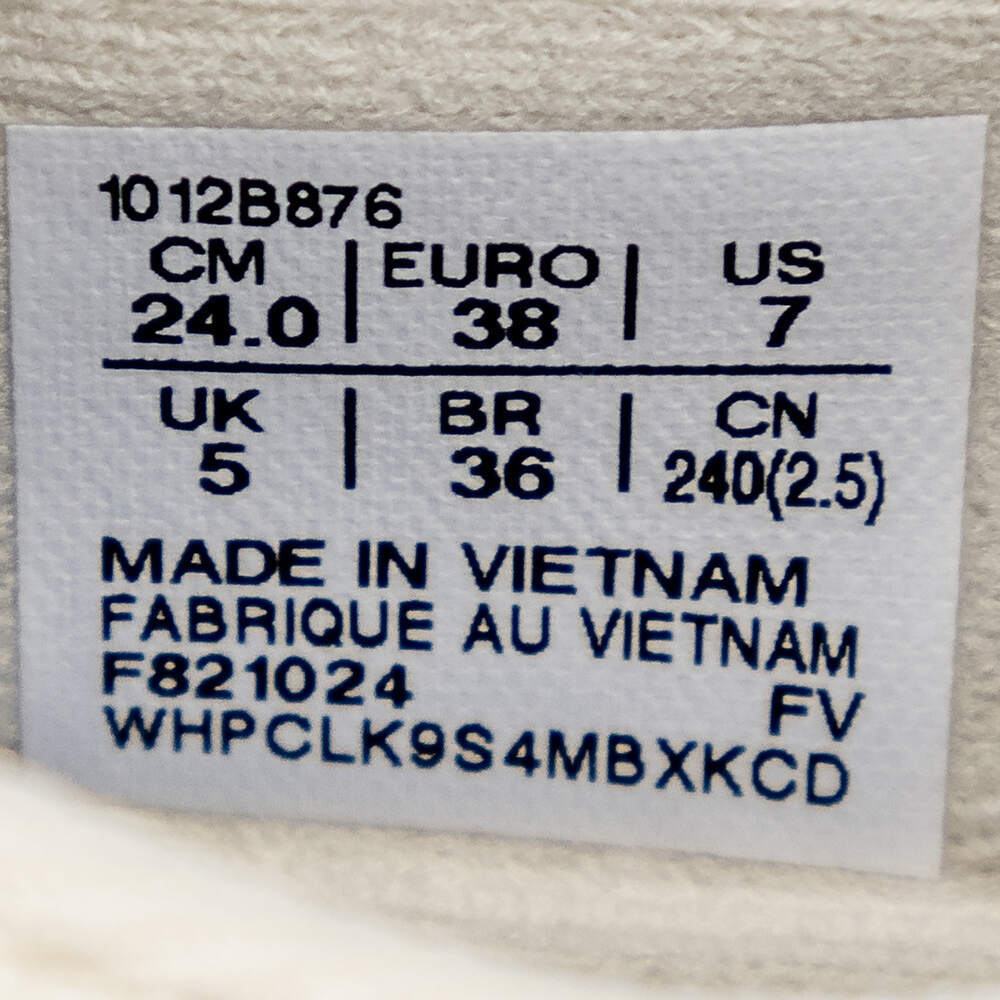 1012B876
CM | EURO | US
24.0 | 38 | 7
UK | BR | CN
5 | 36 | 240(2.5)
MADE IN VIETNAM
FABRIQUE AU VIETNAM
F821024 FV
WHPCLK9S4MBXKCD